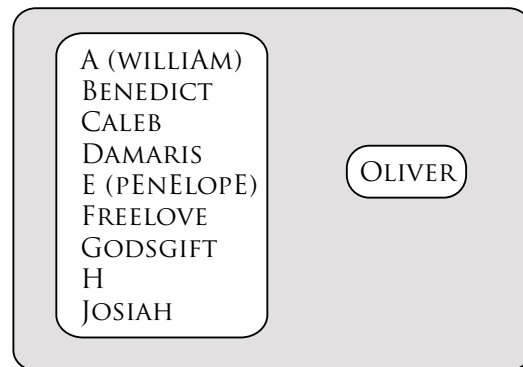 A (WILLIAM)
BENEDICT
CALEB
DAMARIS
E (PENELOPE)
FREELOVE
GODSGIFT
H
JOSIAH
OLIVER